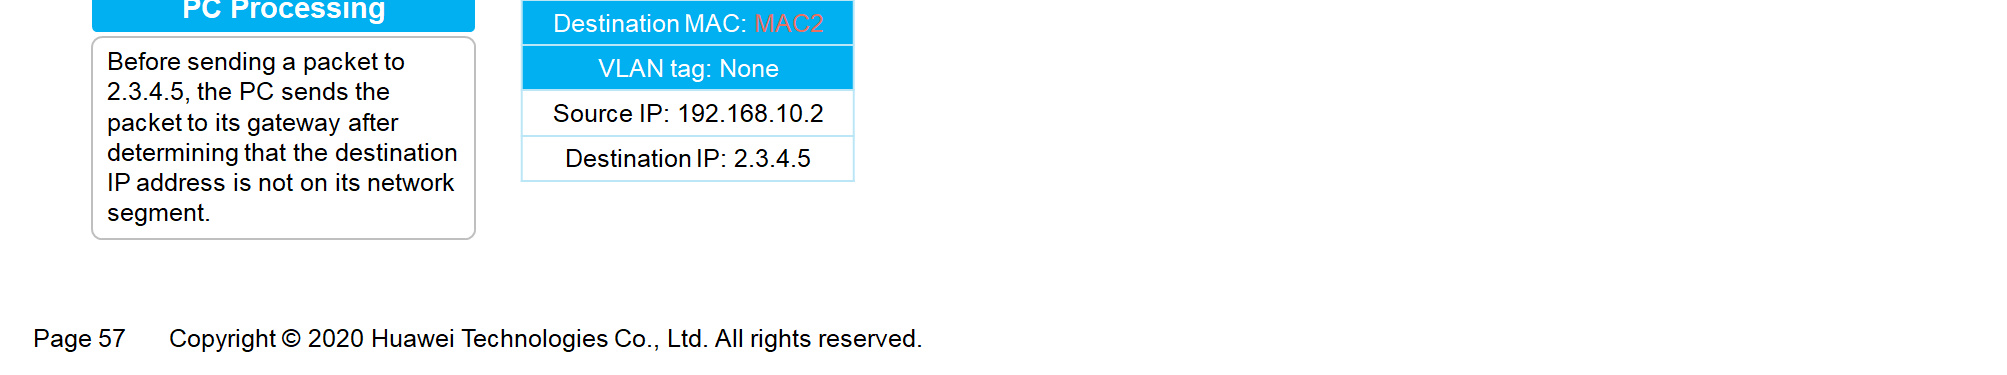 PC Processing
Before sending a packet to
2.3.4.5, the PC sends the
packet to its gateway after
determining that the destination
IP address is not on its network
segment.
Destination MAC: MAC2
VLAN tag: None
Source IP: 192.168.10.2
Destination IP: 2.3.4.5
Page 57 Copyright © 2020 Huawei Technologies Co., Ltd. All rights reserved.